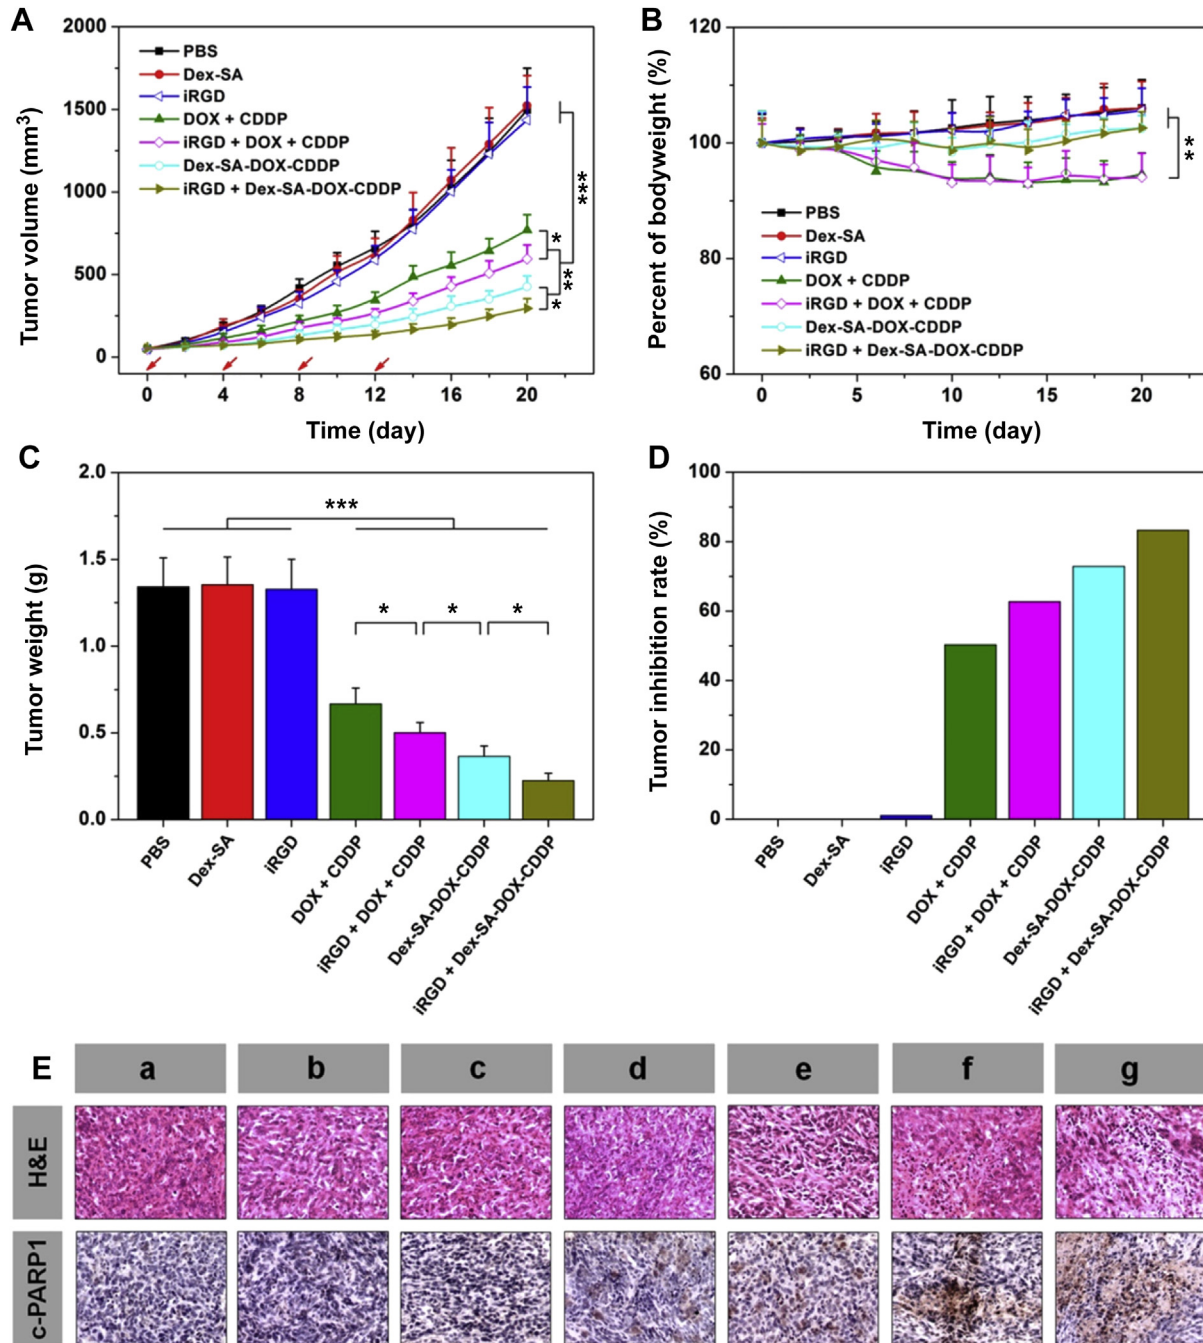 A
Tumor volume (mm³)
2000
1500
1000
500
0
PBS
Dex-SA
iRGD
DOX + CDDP
iRGD + DOX + CDDP
Dex-SA-DOX-CDDP
iRGD + Dex-SA-DOX-CDDP
***
*
**
*
0 4 8 12 16 20
Time (day)
B
Percent of bodyweight (%)
120
100
80
60
**
PBS
Dex-SA
iRGD
DOX + CDDP
iRGD + DOX + CDDP
Dex-SA-DOX-CDDP
iRGD + Dex-SA-DOX-CDDP
0 5 10 15 20
Time (day)
C
Tumor weight (g)
2.0
1.5
1.0
0.5
0.0
***
* * *
PBS
Dex-SA
iRGD
DOX + CDDP
iRGD + DOX + CDDP
Dex-SA-DOX-CDDP
iRGD + Dex-SA-DOX-CDDP
D
Tumor inhibition rate (%)
100
80
60
40
20
0
PBS
Dex-SA
iRGD
DOX + CDDP
iRGD + DOX + CDDP
Dex-SA-DOX-CDDP
iRGD + Dex-SA-DOX-CDDP
E
a b c d e f g
H&E
c-PARP1